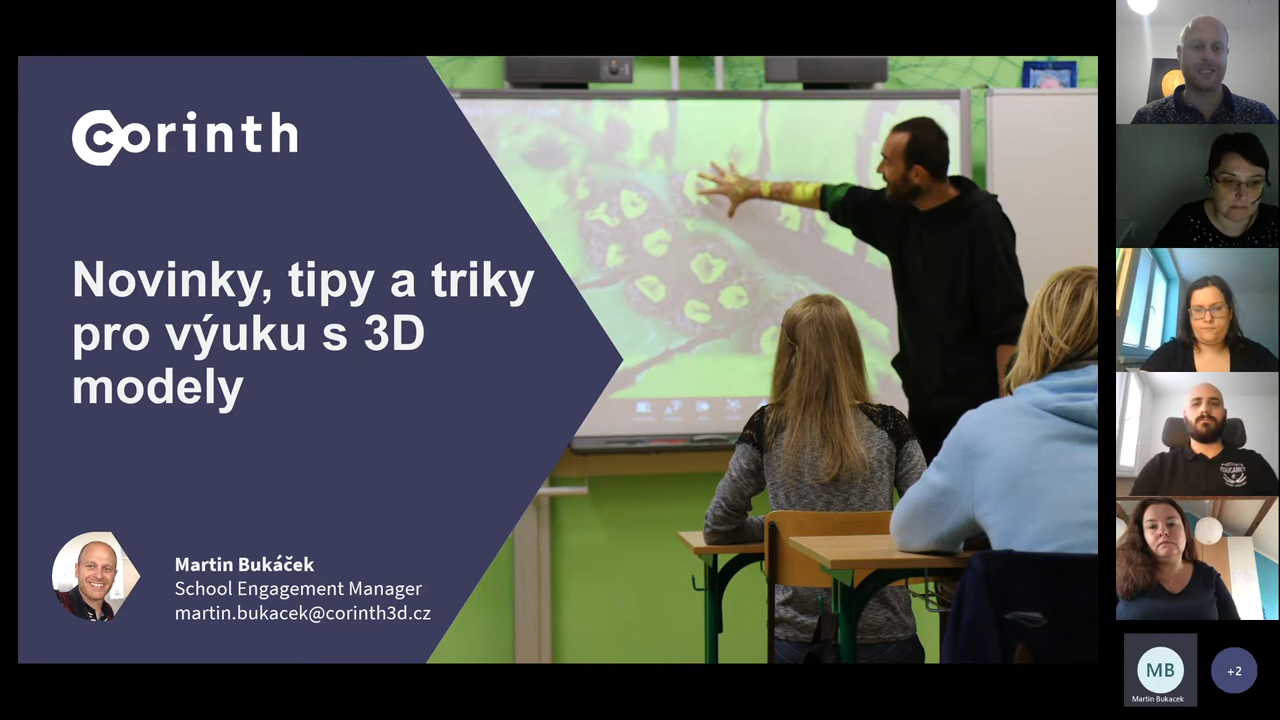 corinth
Novinky, tipy a triky
pro výuku s 3D
modely
Martin Bukáček
School Engagement Manager
martin.bukacek@corinth3d.cz
MB
Martin Bukacek
+2